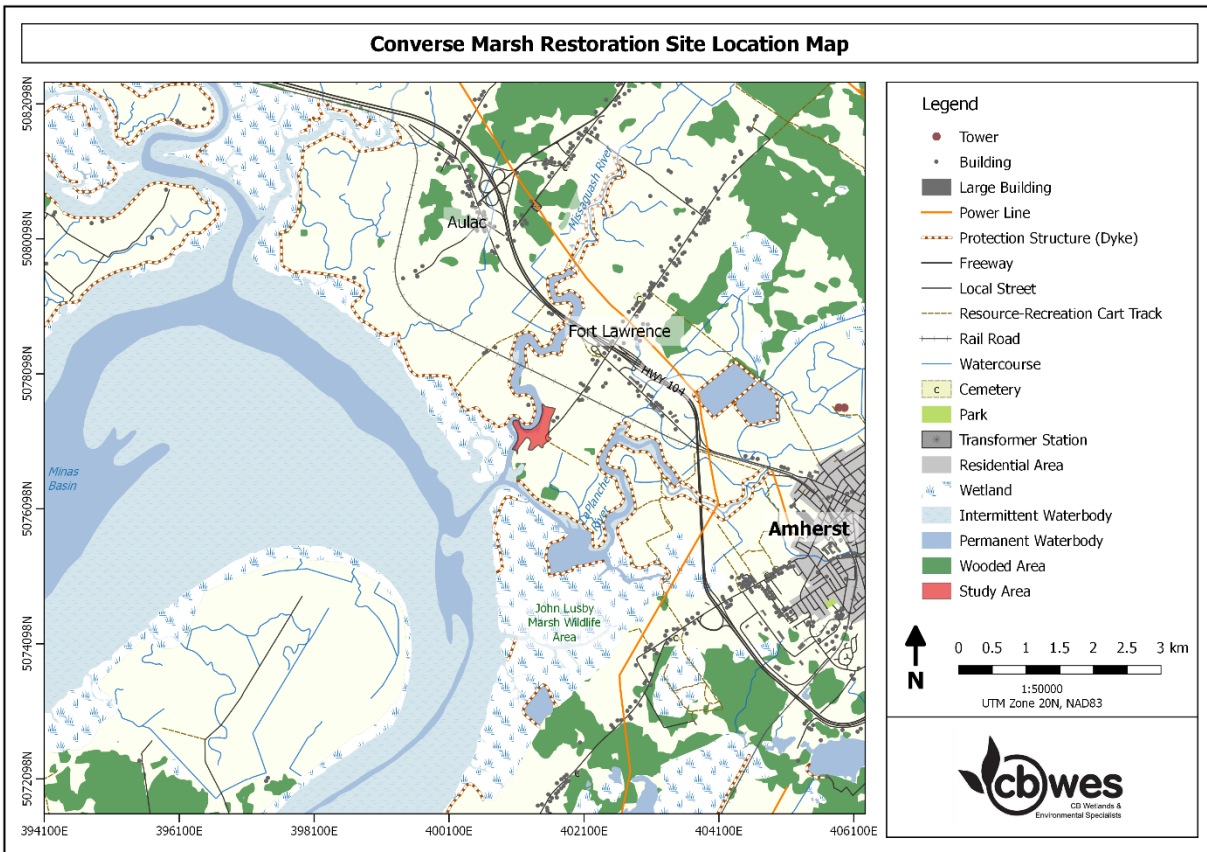 Converse Marsh Restoration Site Location Map
5082098N
5080098N
5078098N
5076098N
5074098N
5072098N
394100E
396100E
398100E
400100E
402100E
404100E
406100E
Aulac
Missaguash River
Fort Lawrence
HWY 104
Minas
Basin
LaPlanche
River
Amherst
John Lusby
Marsh Wildlife
Area
c
c
c
c
Legend
Tower
Building
Large Building
Power Line
Protection Structure (Dyke)
Freeway
Local Street
Resource-Recreation Cart Track
Rail Road
Watercourse
c Cemetery
Park
Transformer Station
Residential Area
Wetland
Intermittent Waterbody
Permanent Waterbody
Wooded Area
Study Area
N
0 0.5 1 1.5 2 2.5 3 km
1:50000
UTM Zone 20N, NAD83
cbwes
CB Wetlands &
Environmental Specialists